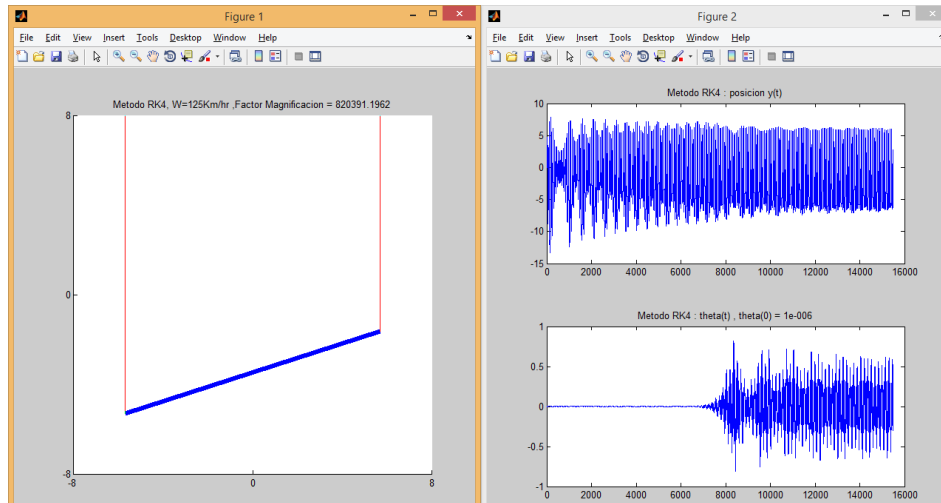 Figure 1
File Edit View Insert Tools Desktop Window Help
Metodo RK4, W=125Km/hr ,Factor Magnificacion = 820391.1962
8
0
-8
-8 0 8
Figure 2
File Edit View Insert Tools Desktop Window Help
Metodo RK4 : posicion y(t)
10
5
0
-5
-10
-15
0 2000 4000 6000 8000 10000 12000 14000 16000
Metodo RK4 : theta(t) , theta(0) = 1e-006
1
0.5
0
-0.5
-1
0 2000 4000 6000 8000 10000 12000 14000 16000